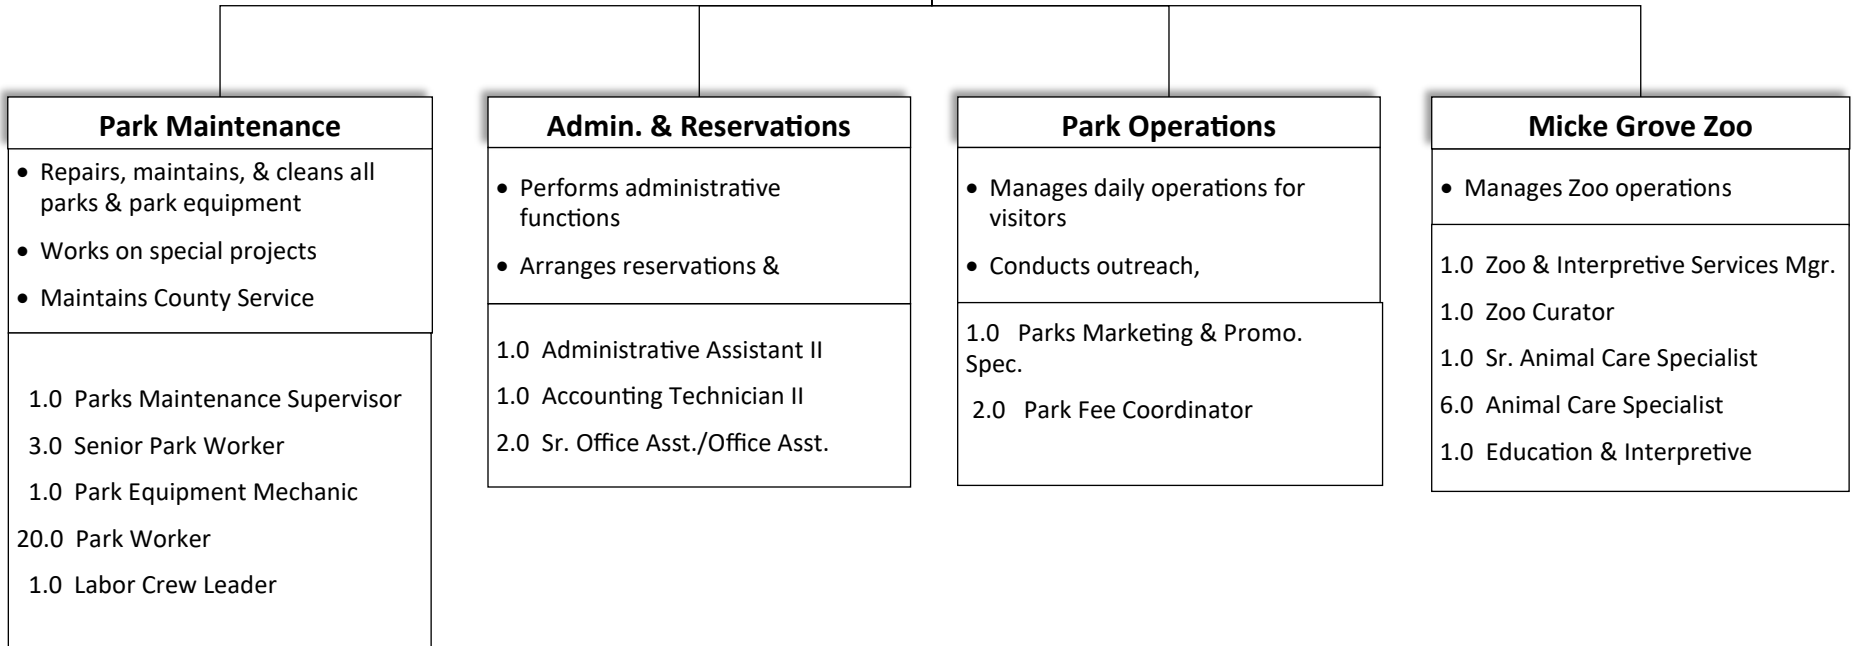 Park Maintenance
• Repairs, maintains, & cleans all
parks & park equipment
• Works on special projects
• Maintains County Service
1.0 Parks Maintenance Supervisor
3.0 Senior Park Worker
1.0 Park Equipment Mechanic
20.0 Park Worker
1.0 Labor Crew Leader
Admin. & Reservations
• Performs administrative
functions
• Arranges reservations &
1.0 Administrative Assistant II
1.0 Accounting Technician II
2.0 Sr. Office Asst./Office Asst.
Park Operations
• Manages daily operations for
visitors
• Conducts outreach,
1.0 Parks Marketing & Promo.
Spec.
2.0 Park Fee Coordinator
Micke Grove Zoo
• Manages Zoo operations
1.0 Zoo & Interpretive Services Mgr.
1.0 Zoo Curator
1.0 Sr. Animal Care Specialist
6.0 Animal Care Specialist
1.0 Education & Interpretive